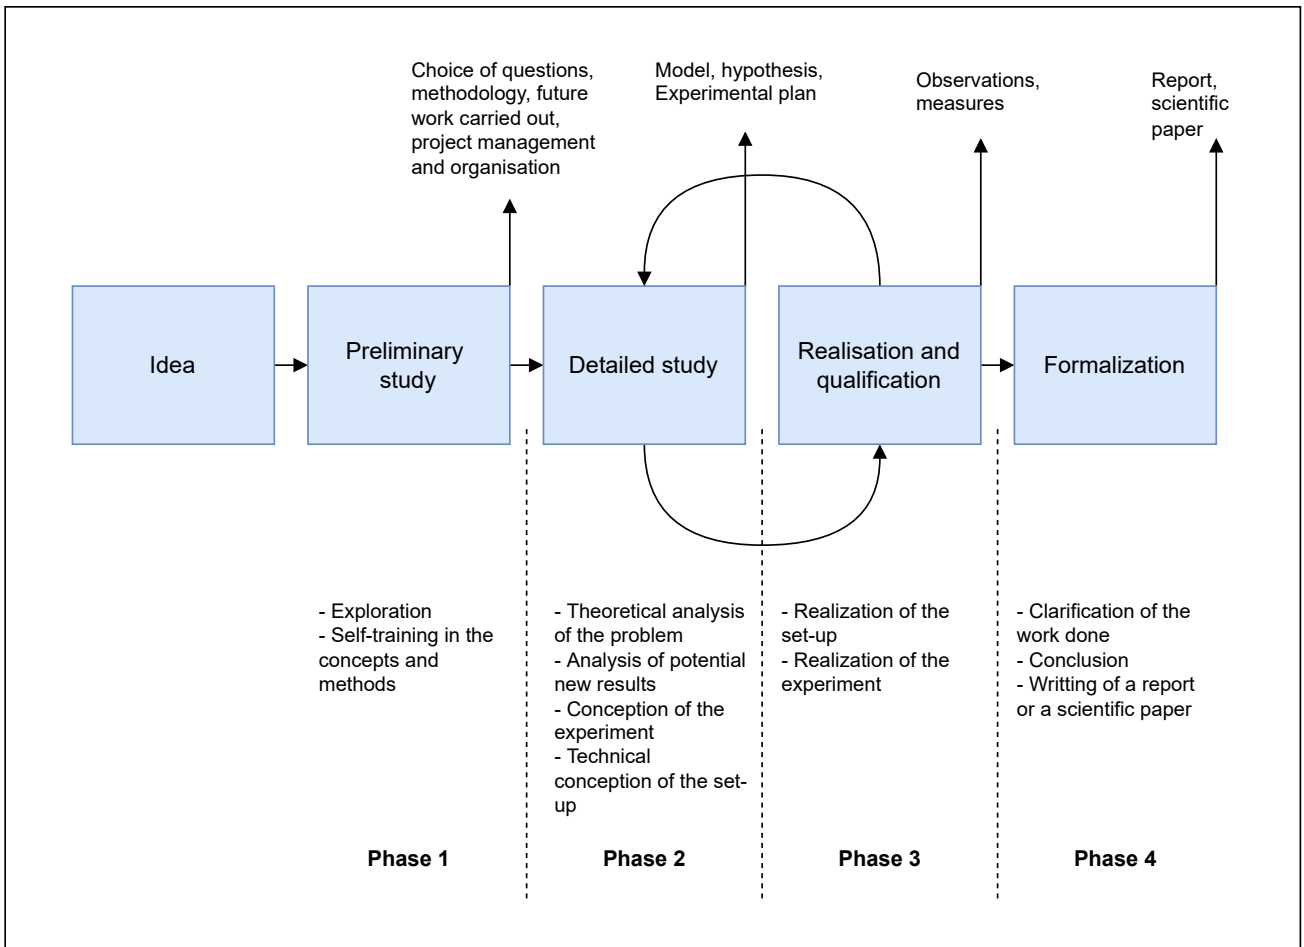 Choice of questions,
methodology, future
work carried out,
project management
and organisation
Model, hypothesis,
Experimental plan
Observations,
measures
Report,
scientific
paper
Idea
Preliminary
study
Detailed study
Realisation and
qualification
Formalization
- Exploration
- Self-training in the
concepts and
methods
- Theoretical analysis
of the problem
- Analysis of potential
new results
- Conception of the
experiment
- Technical
conception of the set-
up
- Realization of the
set-up
- Realization of the
experiment
- Clarification of the
work done
- Conclusion
- Writting of a report
or a scientific paper
Phase 1
Phase 2
Phase 3
Phase 4